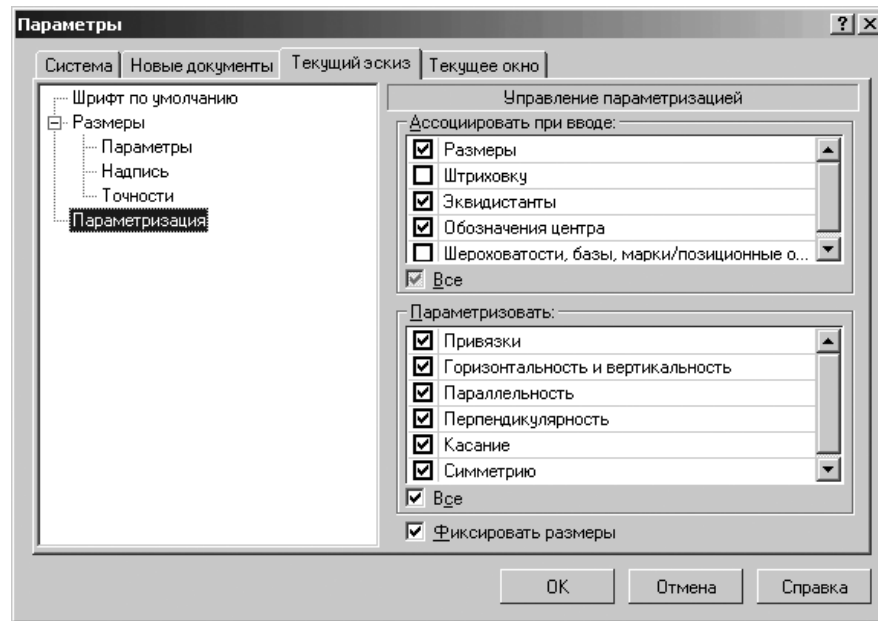 Параметры
Система
Новые документы
Текущий эскиз
Текущее окно
Шрифт по умолчанию
Размеры
Параметры
Надпись
Точности
Параметризация
Управление параметризацией
Ассоциировать при вводе:
Размеры
Штриховку
Эквидистанты
Обозначения центра
Шероховатости, базы, марки/позиционные о...
Все
Параметризовать:
Привязки
Горизонтальность и вертикальность
Параллельность
Перпендикулярность
Касание
Симметрию
Все
Фиксировать размеры
OK
Отмена
Справка